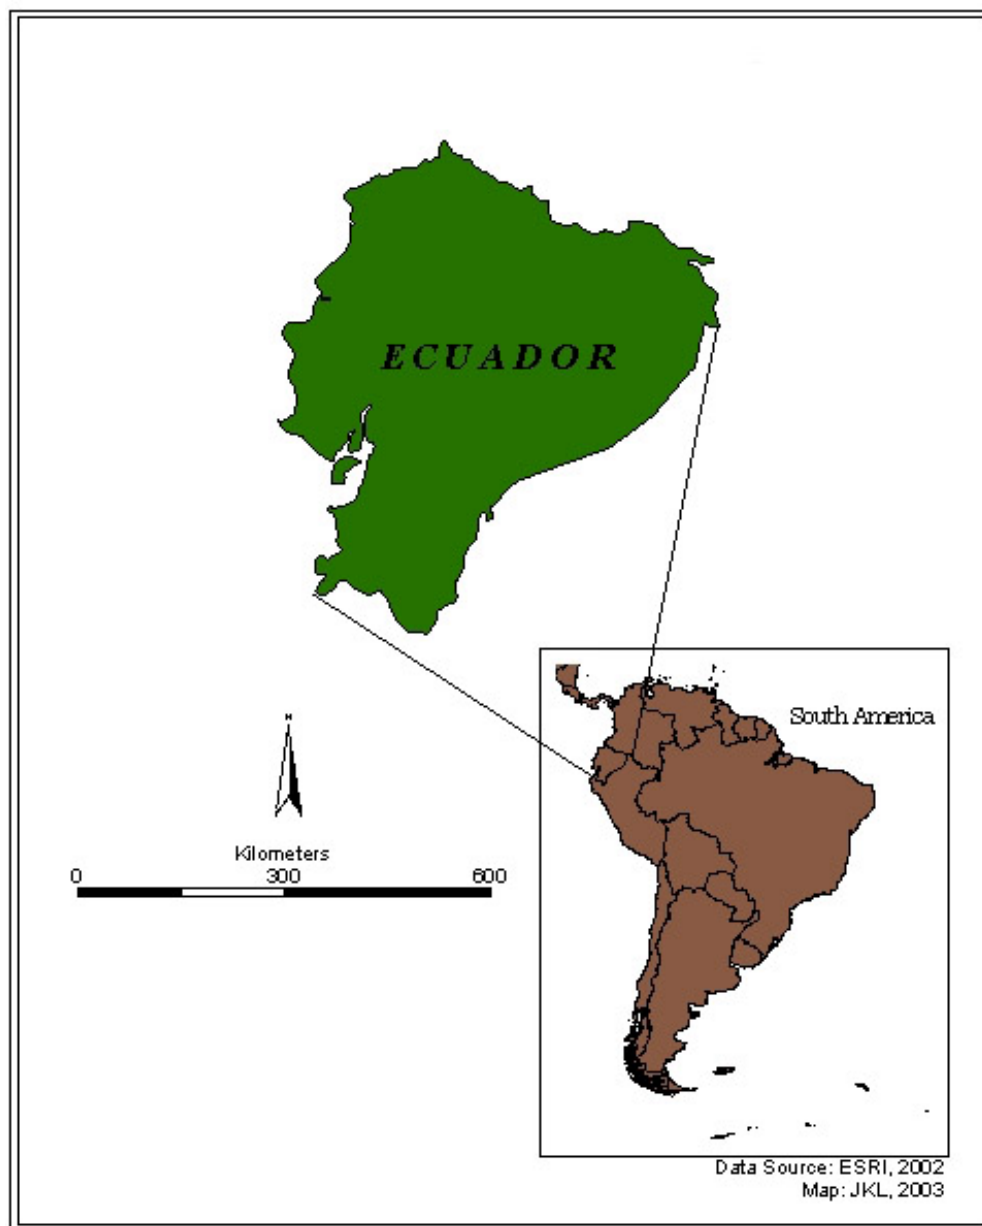 ECUADOR
South America
N
Kilometers
0 300 600
Data Source: ESRI, 2002
Map: JKL, 2003